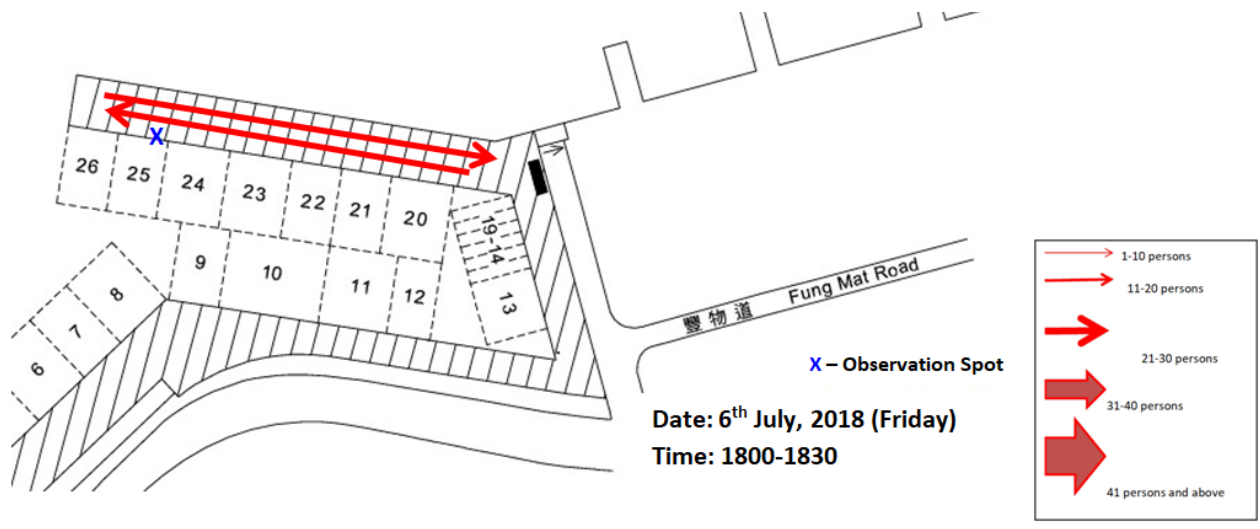 26
25
24
23
22
21
20
19-14
13
9
10
11
12
8
7
6
豐物道 Fung Mat Road
X
X – Observation Spot
Date: 6th July, 2018 (Friday)
Time: 1800-1830
1-10 persons
11-20 persons
21-30 persons
31-40 persons
41 persons and above